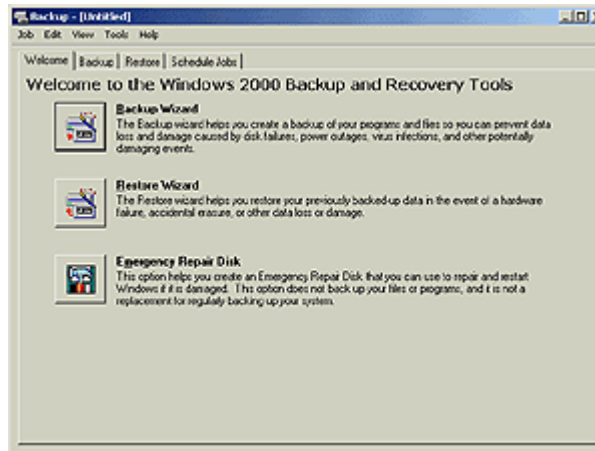 Backup - [Untitled]
Job Edit View Tools Help
Welcome Backup Restore Schedule Jobs
Welcome to the Windows 2000 Backup and Recovery Tools
Backup Wizard
The Backup wizard helps you create a backup of your programs and files so you can prevent data
loss and damage caused by disk failures, power outages, virus infections, and other potentially
damaging events.
Restore Wizard
The Restore wizard helps you restore your previously backed-up data in the event of a hardware
failure, accidental erasure, or other data loss or damage.
Emergency Repair Disk
This option helps you create an Emergency Repair Disk that you can use to repair and restart
Windows if it is damaged. This option does not back up your files or programs, and it is not a
replacement for regularly backing up your system.